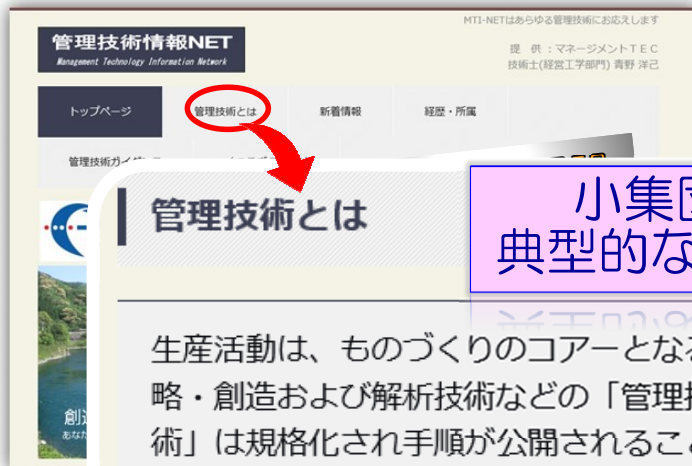 MTI-NETはあらゆる管理技術にお応えします
管理技術情報NET
Management Technology Information Network
提 供 :マネージメントTEC
技術士(経営工学部門) 青野 洋己
トップページ
管理技術とは
新着情報
経歴・所属
管理技術ガイ
管理技術とは
小集団
典型的な
生産活動は、ものづくりのコアーとなる
略・創造および解析技術などの「管理技
術」は規格化され手順が公開されるこ
創
あな